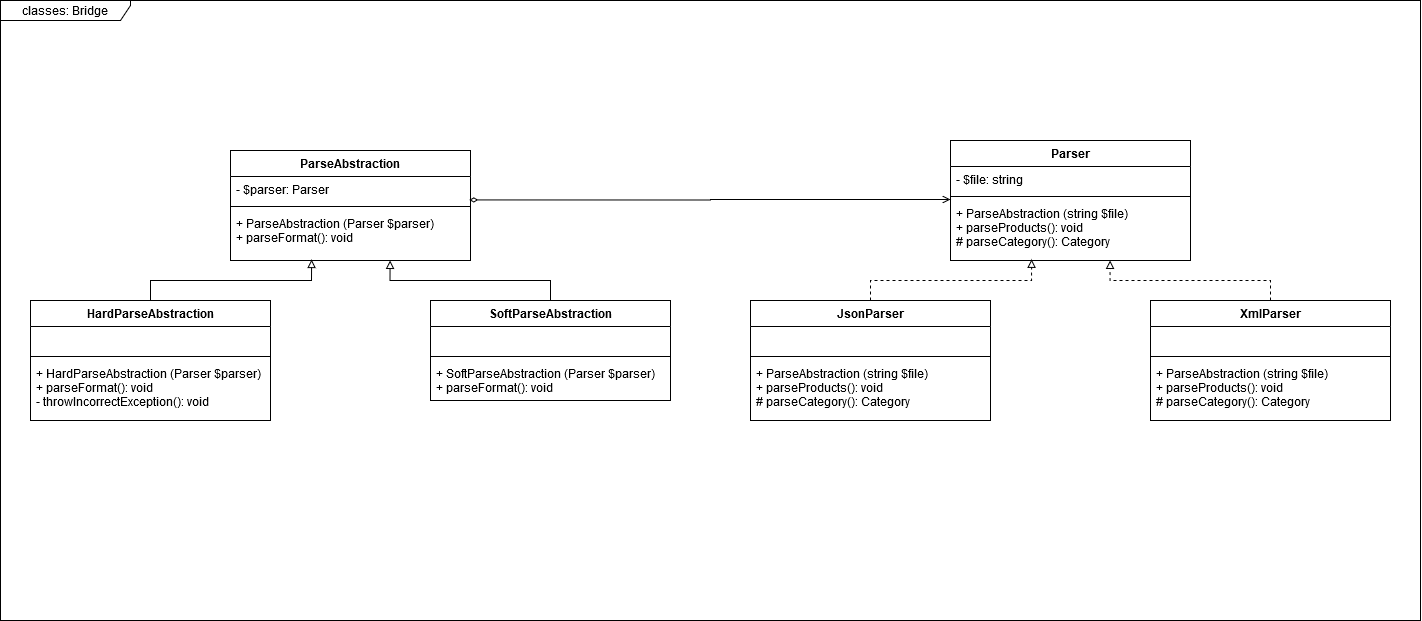 classes: Bridge
ParseAbstraction
- $parser: Parser
+ ParseAbstraction (Parser $parser)
+ parseFormat(): void
Parser
- $file: string
+ ParseAbstraction (string $file)
+ parseProducts(): void
# parseCategory(): Category
HardParseAbstraction
+ HardParseAbstraction (Parser $parser)
+ parseFormat(): void
- throwIncorrectException(): void
SoftParseAbstraction
+ SoftParseAbstraction (Parser $parser)
+ parseFormat(): void
JsonParser
+ ParseAbstraction (string $file)
+ parseProducts(): void
# parseCategory(): Category
XmlParser
+ ParseAbstraction (string $file)
+ parseProducts(): void
# parseCategory(): Category